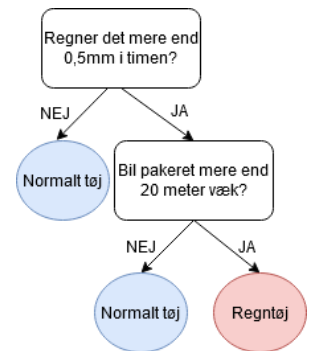 Regner det mere end
0,5mm i timen?
NEJ
JA
Normalt tøj
Bil pakeret mere end
20 meter væk?
NEJ
JA
Normalt tøj
Regntøj